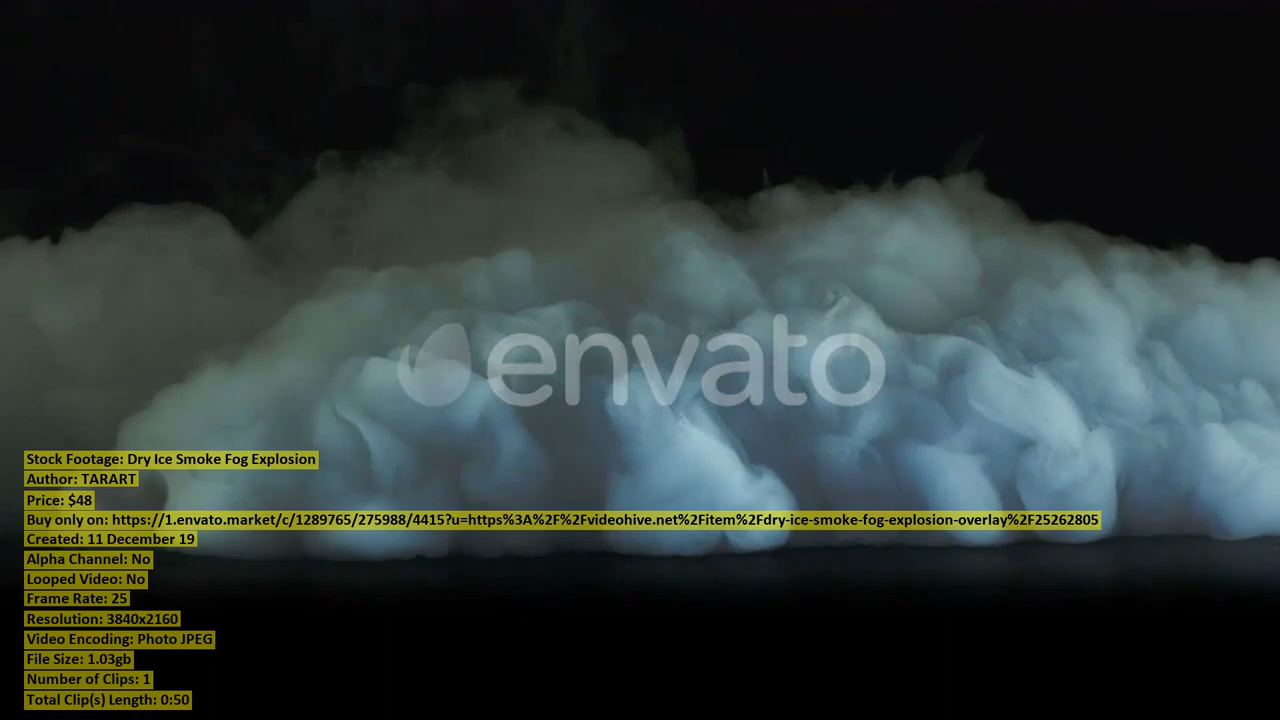 envato
Stock Footage: Dry Ice Smoke Fog Explosion
Author: TARART
Price: $48
Buy only on: https://1.envato.market/c/1289765/275988/4415?u=https%3A%2F%2Fvideohive.net%2Fitem%2Fdry-ice-smoke-fog-explosion-overlay%2F25262805
Created: 11 December 19
Alpha Channel: No
Looped Video: No
Frame Rate: 25
Resolution: 3840x2160
Video Encoding: Photo JPEG
File Size: 1.03gb
Number of Clips: 1
Total Clip(s) Length: 0:50